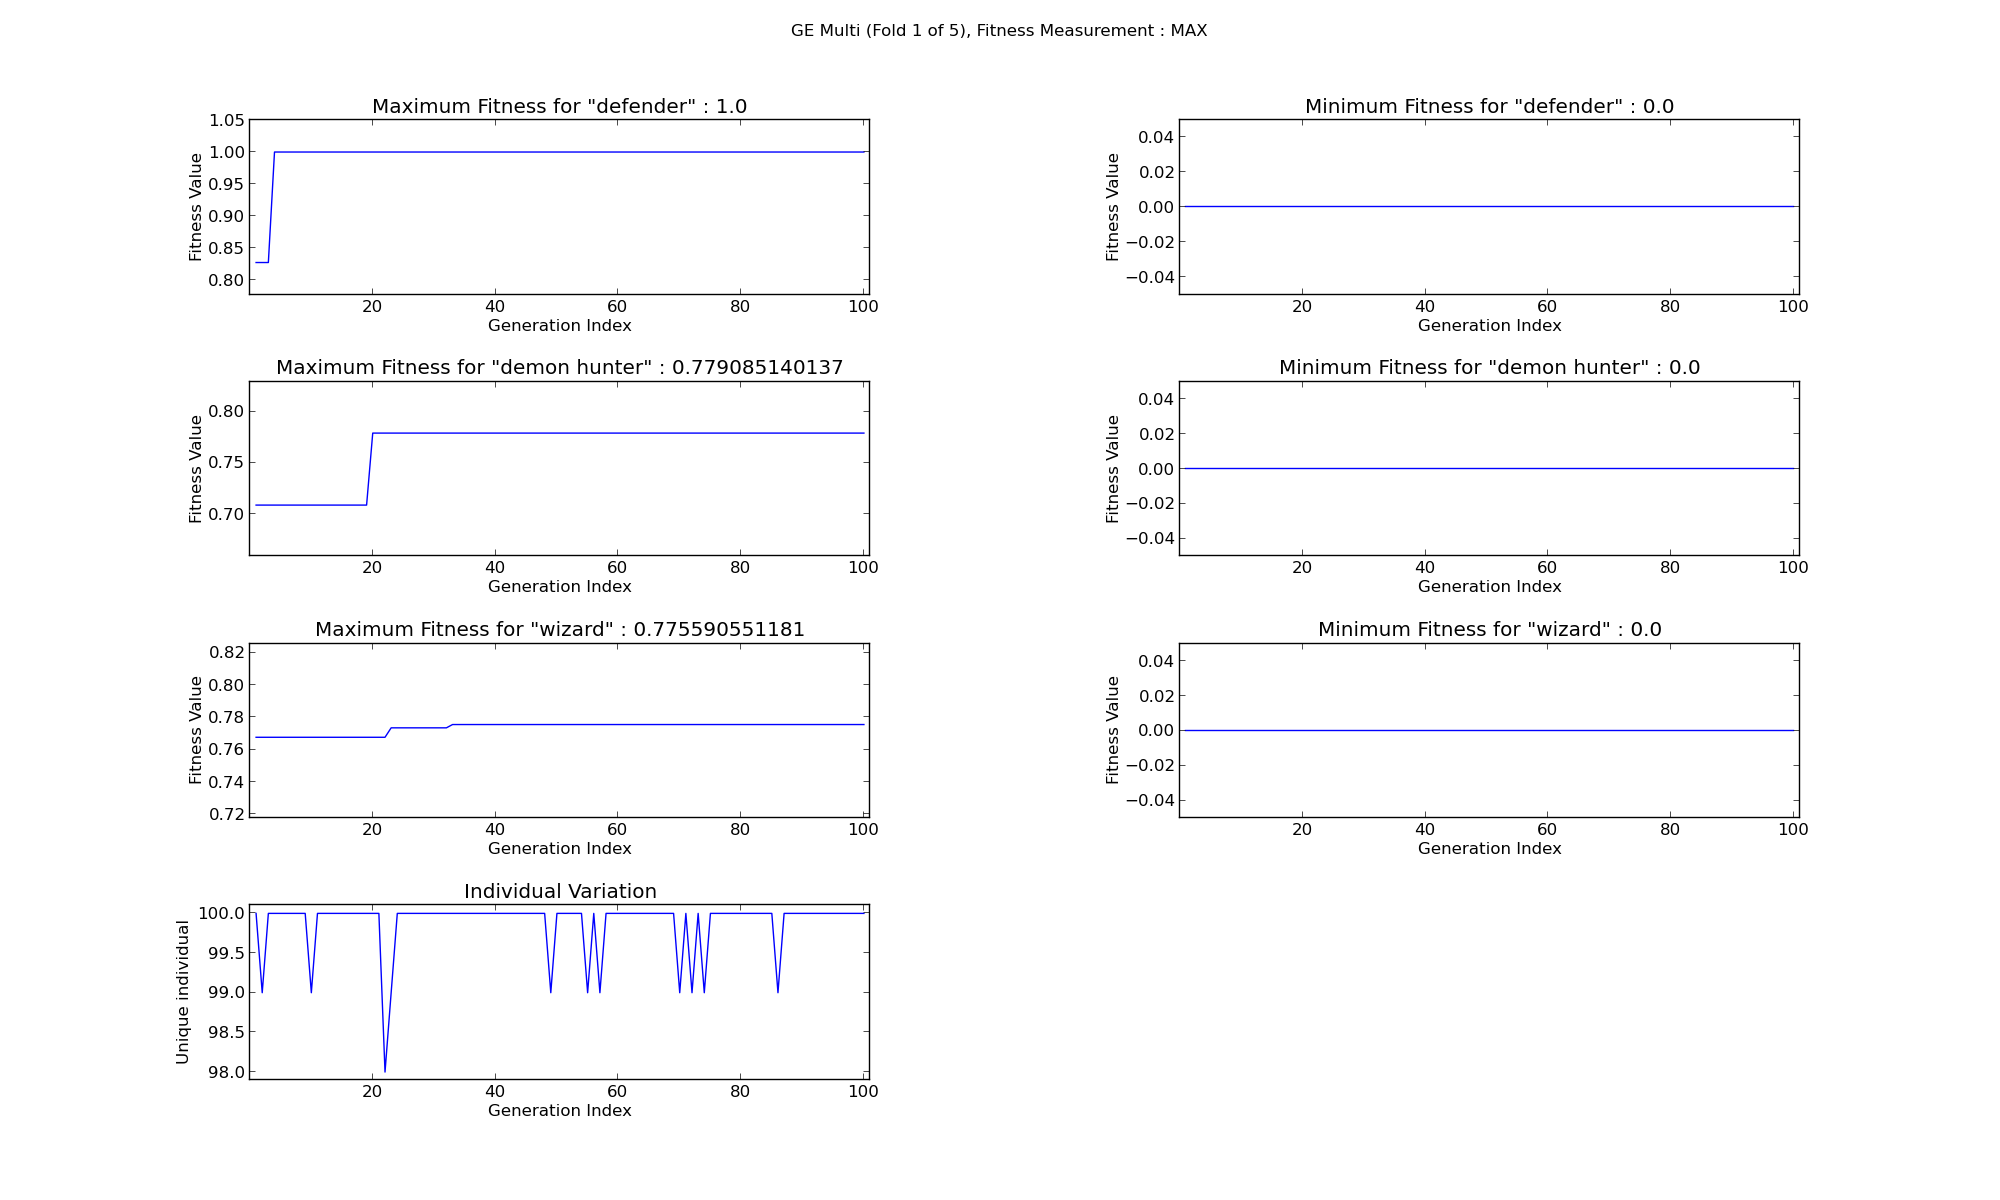 GE Multi (Fold 1 of 5), Fitness Measurement : MAX
Maximum Fitness for "defender" : 1.0
1.05
1.00
0.95
0.90
0.85
0.80
Fitness Value
20 40 60 80 100
Generation Index
Minimum Fitness for "defender" : 0.0
0.04
0.02
0.00
−0.02
−0.04
Fitness Value
20 40 60 80 100
Generation Index
Maximum Fitness for "demon hunter" : 0.779085140137
0.80
0.75
0.70
Fitness Value
20 40 60 80 100
Generation Index
Minimum Fitness for "demon hunter" : 0.0
0.04
0.02
0.00
−0.02
−0.04
Fitness Value
20 40 60 80 100
Generation Index
Maximum Fitness for "wizard" : 0.775590551181
0.82
0.80
0.78
0.76
0.74
0.72
Fitness Value
20 40 60 80 100
Generation Index
Minimum Fitness for "wizard" : 0.0
0.04
0.02
0.00
−0.02
−0.04
Fitness Value
20 40 60 80 100
Generation Index
Individual Variation
100.0
99.5
99.0
98.5
98.0
Unique individual
20 40 60 80 100
Generation Index